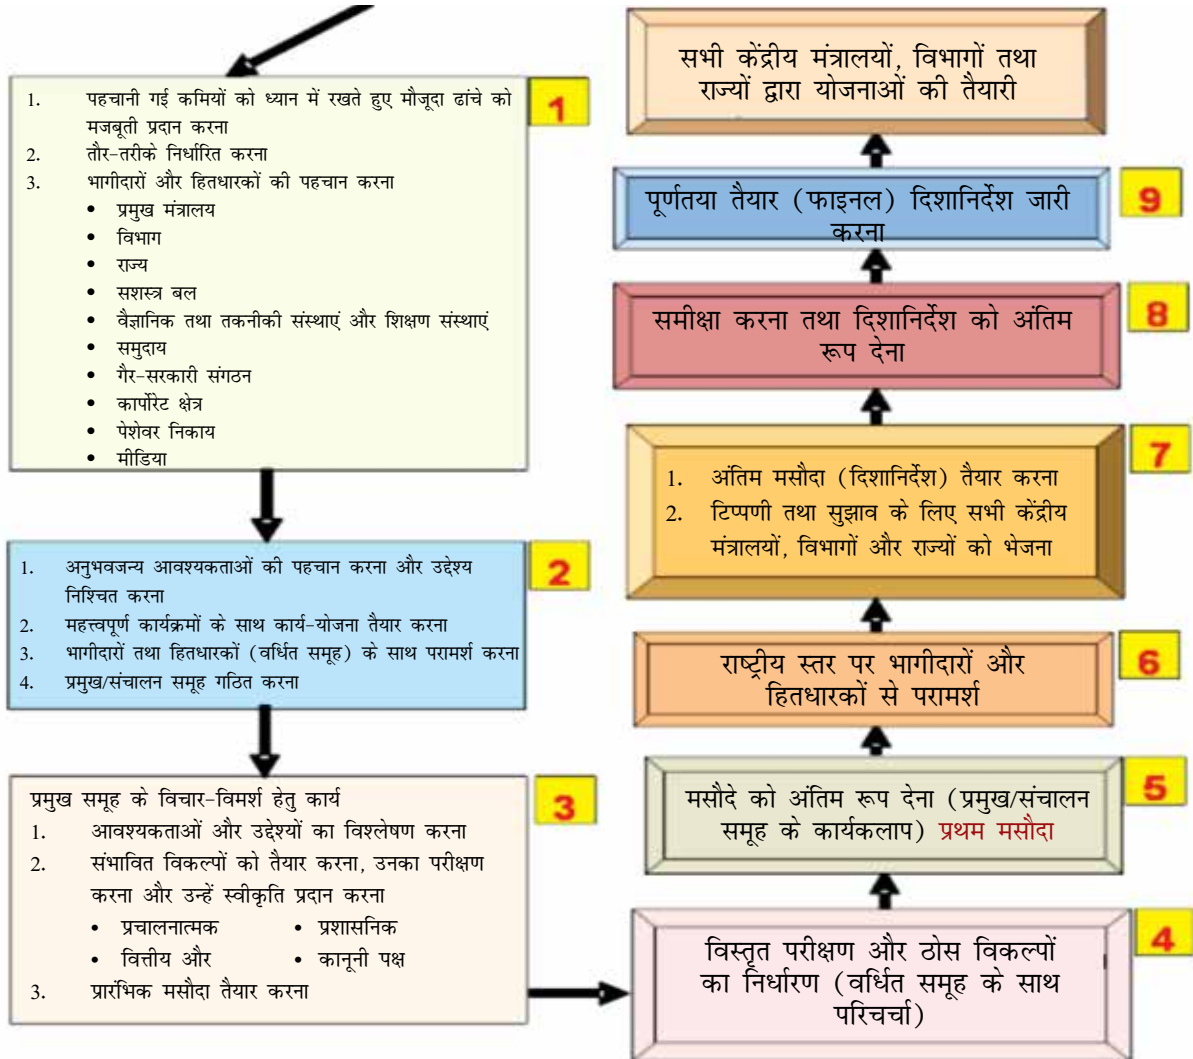 1
1. पहचानी गई कमियों को ध्यान में रखते हुए मौजूदा ढांचे को
मजबूती प्रदान करना
2. तौर-तरीके निर्धारित करना
3. भागीदारों और हितधारकों की पहचान करना
• प्रमुख मंत्रालय
• विभाग
• राज्य
• सशस्त्र बल
• वैज्ञानिक तथा तकनीकी संस्थाएं और शिक्षण संस्थाएं
• समुदाय
• गैर-सरकारी संगठन
• कार्पोरेट क्षेत्र
• पेशेवर निकाय
• मीडिया
2
1. अनुभवजन्य आवश्यकताओं की पहचान करना और उद्देश्य
निश्चित करना
2. महत्त्वपूर्ण कार्यक्रमों के साथ कार्य-योजना तैयार करना
3. भागीदारों तथा हितधारकों (वर्धित समूह) के साथ परामर्श करना
4. प्रमुख/संचालन समूह गठित करना
3
प्रमुख समूह के विचार-विमर्श हेतु कार्य
1. आवश्यकताओं और उद्देश्यों का विश्लेषण करना
2. संभावित विकल्पों को तैयार करना, उनका परीक्षण
करना और उन्हें स्वीकृति प्रदान करना
• प्रचालनात्मक • प्रशासनिक
• वित्तीय और • कानूनी पक्ष
3. प्रारंभिक मसौदा तैयार करना
4
विस्तृत परीक्षण और ठोस विकल्पों
का निर्धारण (वर्धित समूह के साथ
परिचर्चा)
5
मसौदे को अंतिम रूप देना (प्रमुख/संचालन
समूह के कार्यकलाप) प्रथम मसौदा
6
राष्ट्रीय स्तर पर भागीदारों और
हितधारकों से परामर्श
7
1. अंतिम मसौदा (दिशानिर्देश) तैयार करना
2. टिप्पणी तथा सुझाव के लिए सभी केंद्रीय
मंत्रालयों, विभागों और राज्यों को भेजना
8
समीक्षा करना तथा दिशानिर्देश को अंतिम
रूप देना
9
पूर्णतया तैयार (फाइनल) दिशानिर्देश जारी
करना
सभी केंद्रीय मंत्रालयों, विभागों तथा
राज्यों द्वारा योजनाओं की तैयारी